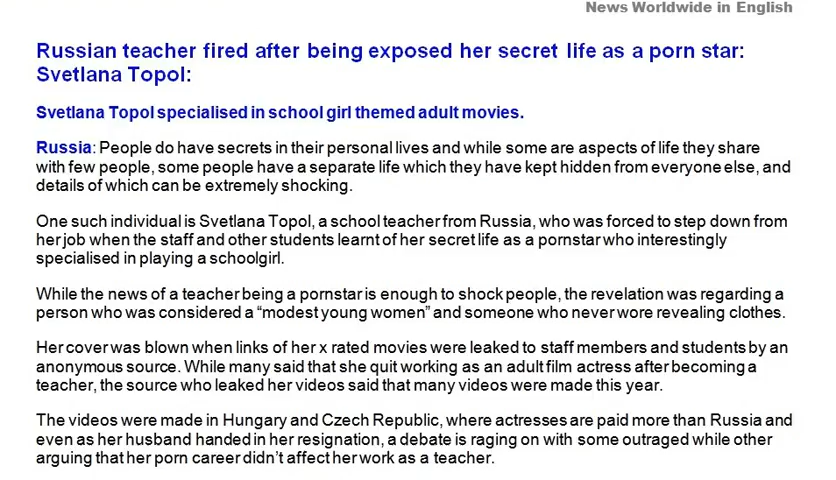 News Worldwide in English
Russian teacher fired after being exposed her secret life as a porn star:
Svetlana Topol:
Svetlana Topol specialised in school girl themed adult movies.
Russia: People do have secrets in their personal lives and while some are aspects of life they share
with few people, some people have a separate life which they have kept hidden from everyone else, and
details of which can be extremely shocking.
One such individual is Svetlana Topol, a school teacher from Russia, who was forced to step down from
her job when the staff and other students learnt of her secret life as a pornstar who interestingly
specialised in playing a schoolgirl.
While the news of a teacher being a pornstar is enough to shock people, the revelation was regarding a
person who was considered a “modest young women” and someone who never wore revealing clothes.
Her cover was blown when links of her x rated movies were leaked to staff members and students by an
anonymous source. While many said that she quit working as an adult film actress after becoming a
teacher, the source who leaked her videos said that many videos were made this year.
The videos were made in Hungary and Czech Republic, where actresses are paid more than Russia and
even as her husband handed in her resignation, a debate is raging on with some outraged while other
arguing that her porn career didn’t affect her work as a teacher.